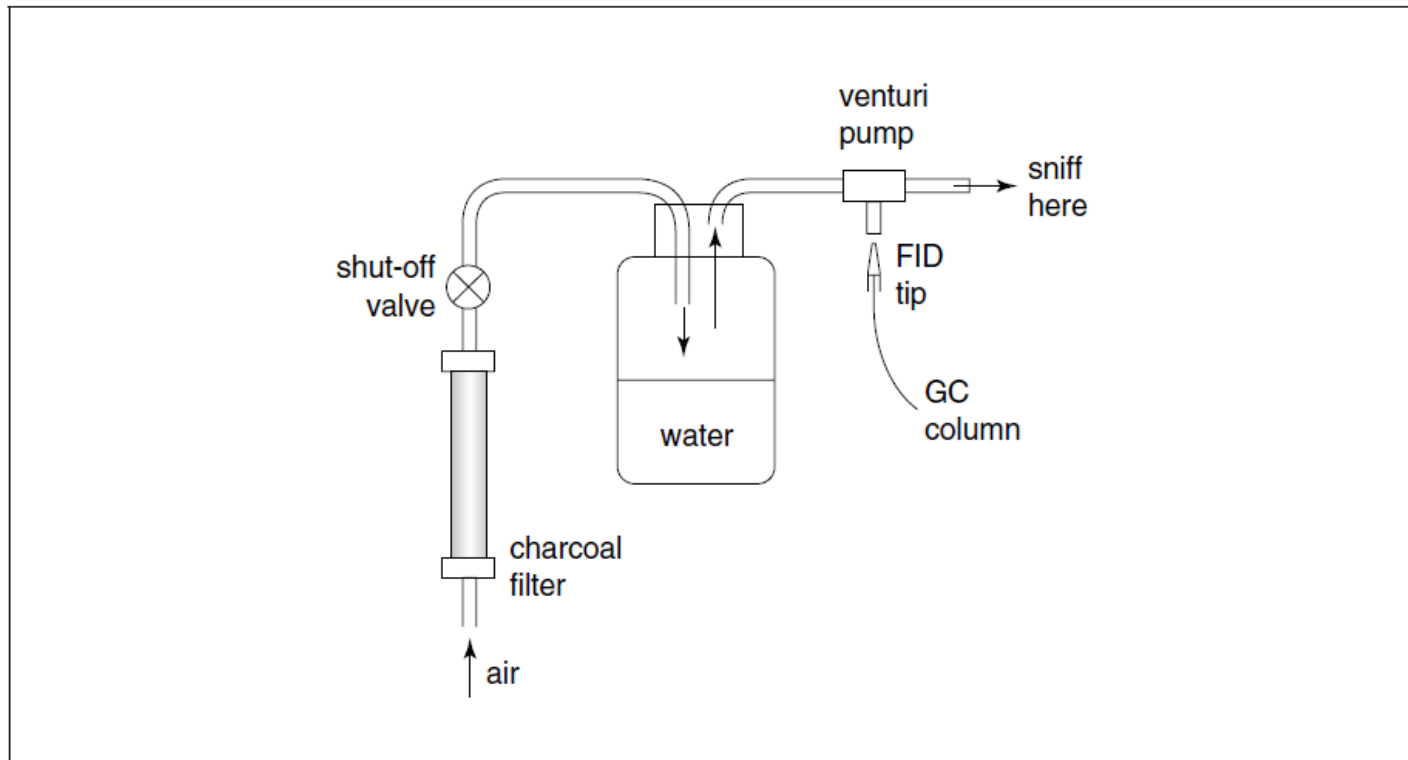 venturi
pump
sniff
here
shut-off
valve
FID
tip
GC
column
water
charcoal
filter
air